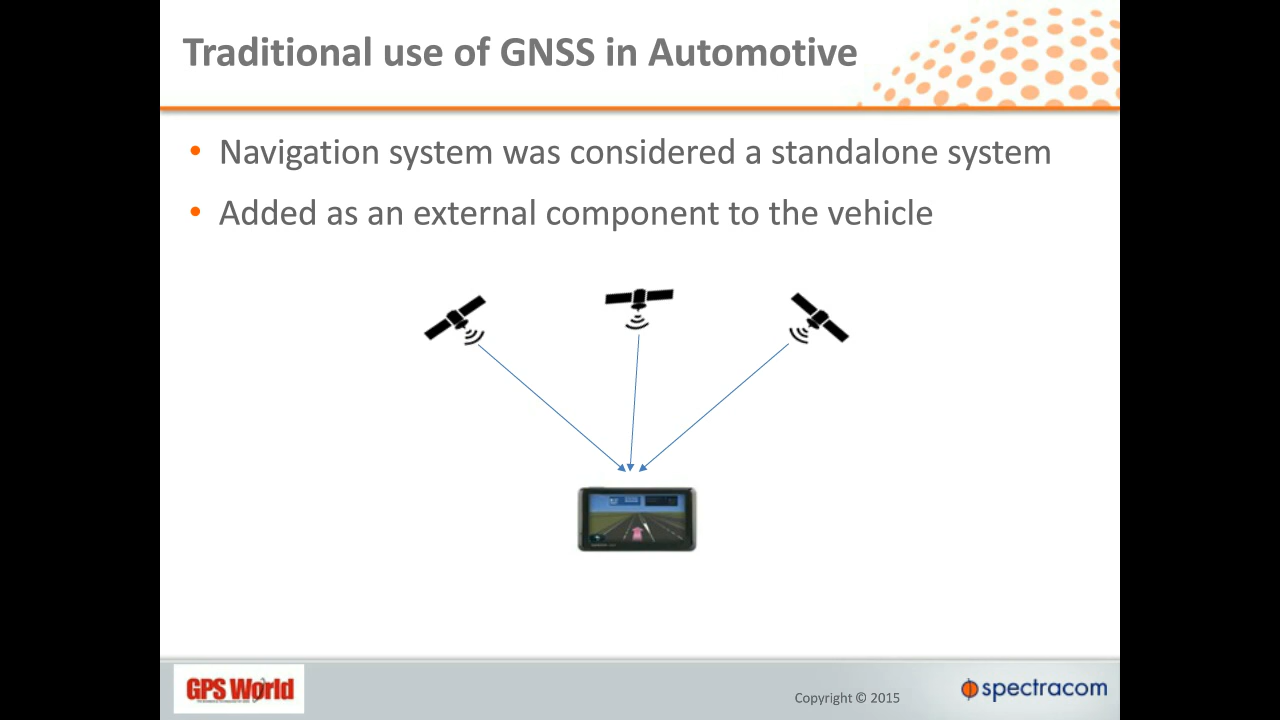 Traditional use of GNSS in Automotive
• Navigation system was considered a standalone system
• Added as an external component to the vehicle
GPS World
Copyright © 2015
spectracom